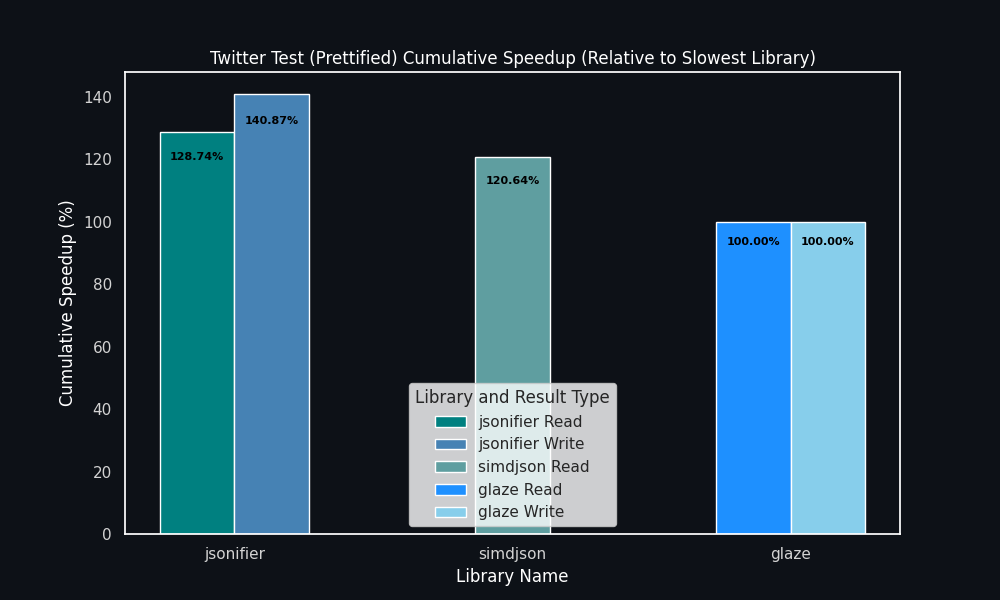 Twitter Test (Prettified) Cumulative Speedup (Relative to Slowest Library)
Cumulative Speedup (%)
140
120
100
80
60
40
20
0
128.74%
140.87%
120.64%
100.00%
100.00%
Library and Result Type
jsonifier Read
jsonifier Write
simdjson Read
glaze Read
glaze Write
jsonifier
simdjson
glaze
Library Name